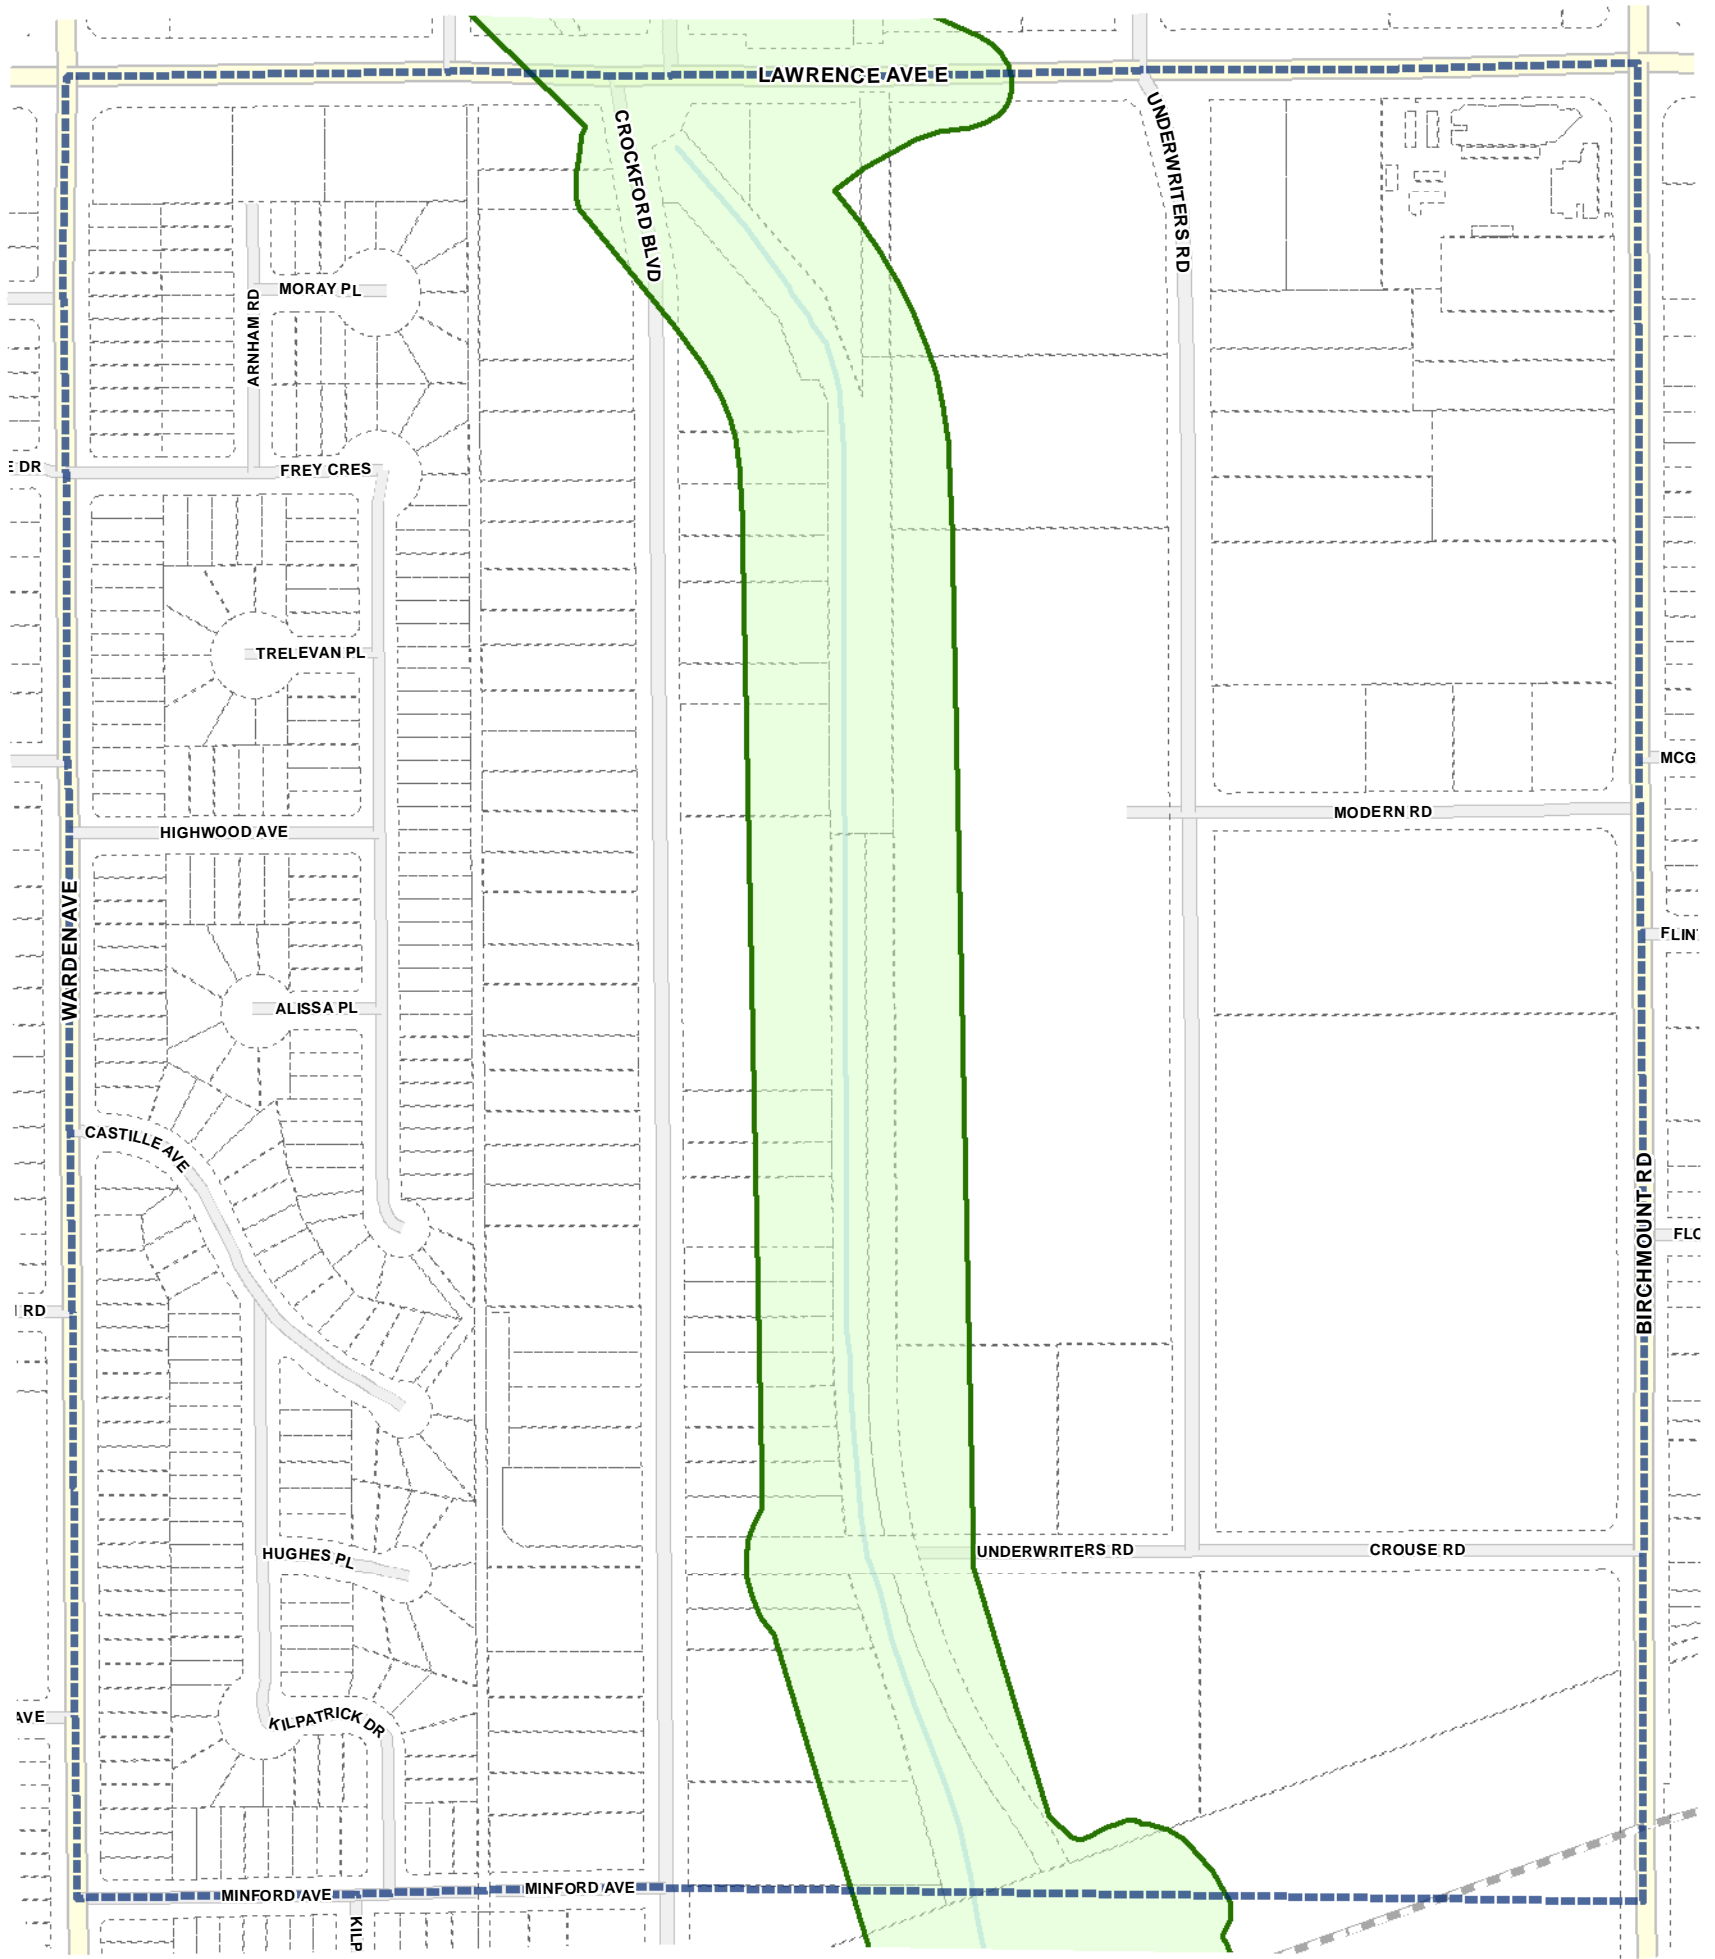 LAWRENCE AVE E
CROCKFORD BLVD
UNDERWRITERS RD
MORAY PL
ARNHAM RD
E DR
FREY CRES
TRELEVAN PL
MCG
MODERN RD
HIGHWOOD AVE
WARDEN AVE
FLIN
ALISSA PL
CASTILLE AVE
BIRCHMOUNT RD
FLO
RD
HUGHES PL
UNDERWRITERS RD
CROUSE RD
AVE
KILPATRICK DR
MINFORD AVE
MINFORD AVE
KILP